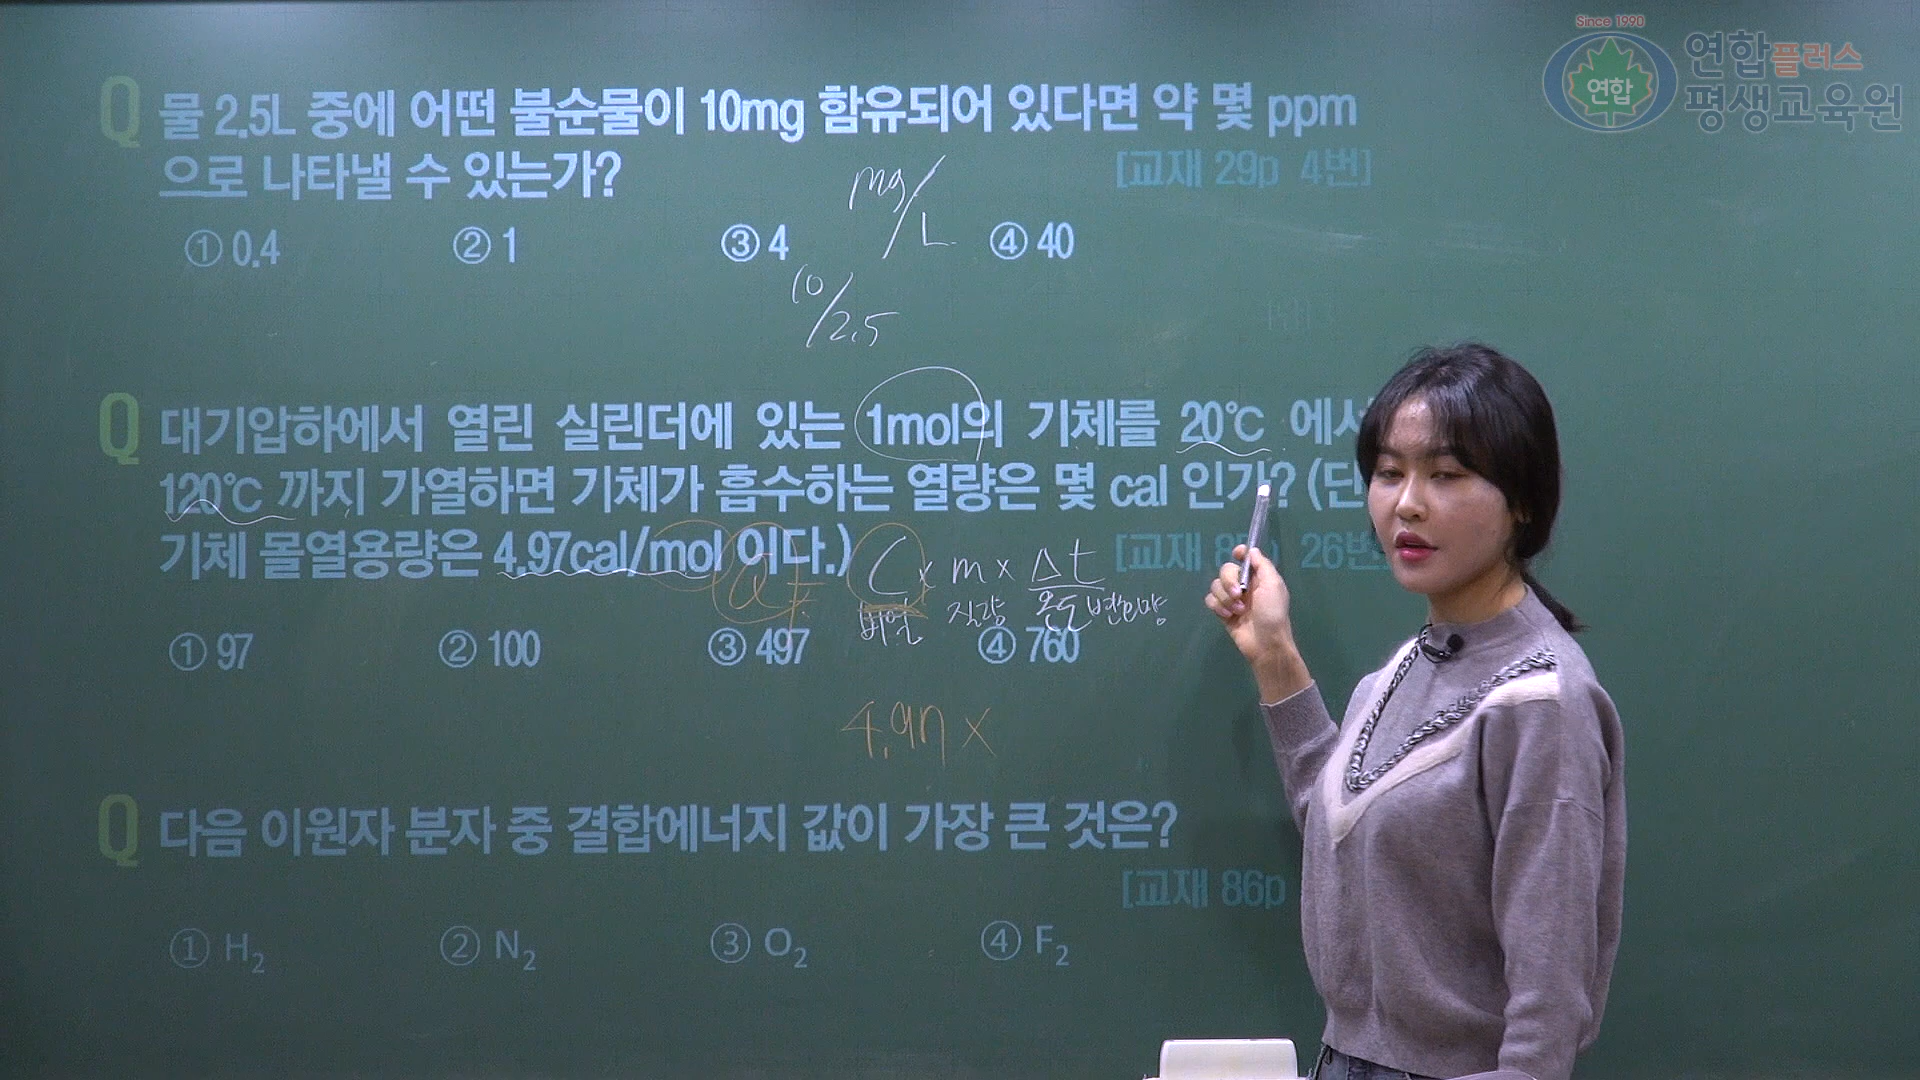 Since 1990
연합
연합플러스
평생교육원
Q 물 2.5L 중에 어떤 불순물이 10mg 함유되어 있다면 약 몇 ppm
으로 나타낼 수 있는가?
[교재 29p 4번]
mg/L
① 0.4 ② 1 ③ 4 ④ 40
10/2.5
Q 대기압하에서 열린 실린더에 있는 1mol의 기체를 20℃ 에서
120℃ 까지 가열하면 기체가 흡수하는 열량은 몇 cal 인가? (단
기체 몰열용량은 4.97cal/mol 이다.)
[교재 26번
Q = C × m × Δt
비열 질량 온도변화량
① 97 ② 100 ③ 497 ④ 760
4.97 ×
Q 다음 이원자 분자 중 결합에너지 값이 가장 큰 것은?
[교재 86p
① H₂ ② N₂ ③ O₂ ④ F₂